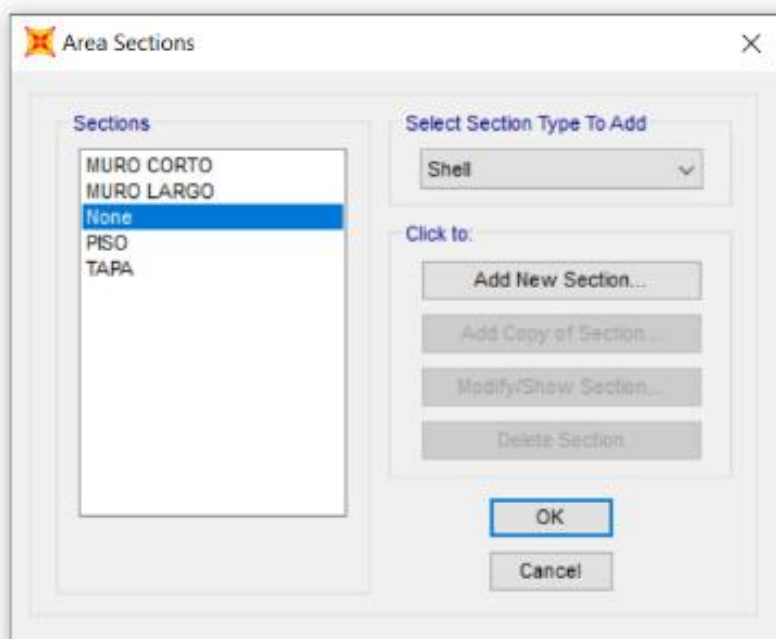 Area Sections
Sections
MURO CORTO
MURO LARGO
None
PISO
TAPA
Select Section Type To Add
Shell
Click to:
Add New Section...
Add Copy of Section...
Modify/Show Section...
Delete Section
OK
Cancel